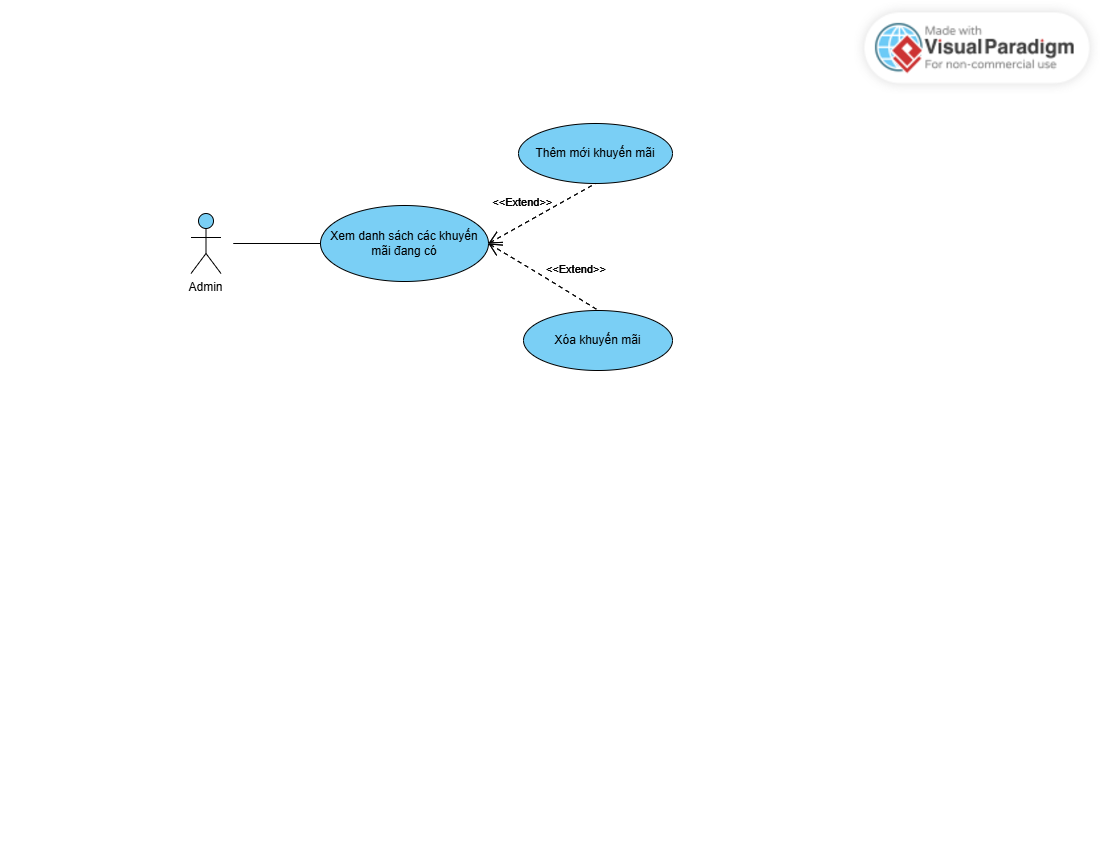 Made with
Visual Paradigm
For non-commercial use
Thêm mới khuyến mãi
<<Extend>>
Xem danh sách các khuyến
mãi đang có
<<Extend>>
Admin
Xóa khuyến mãi